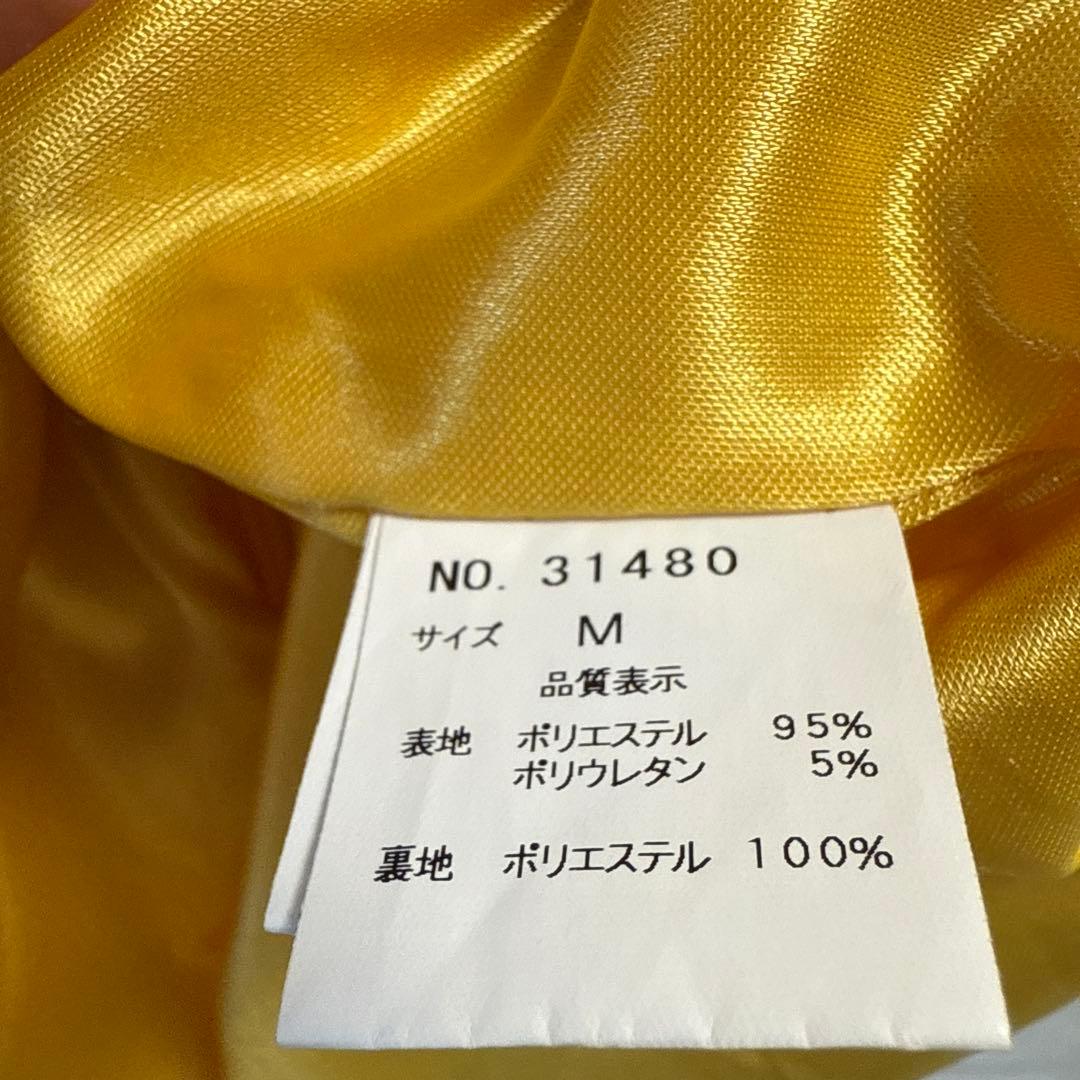 NO. 31480
サイズ M
品質表示
表地 ポリエステル 95%
ポリウレタン 5%
裏地 ポリエステル 100%